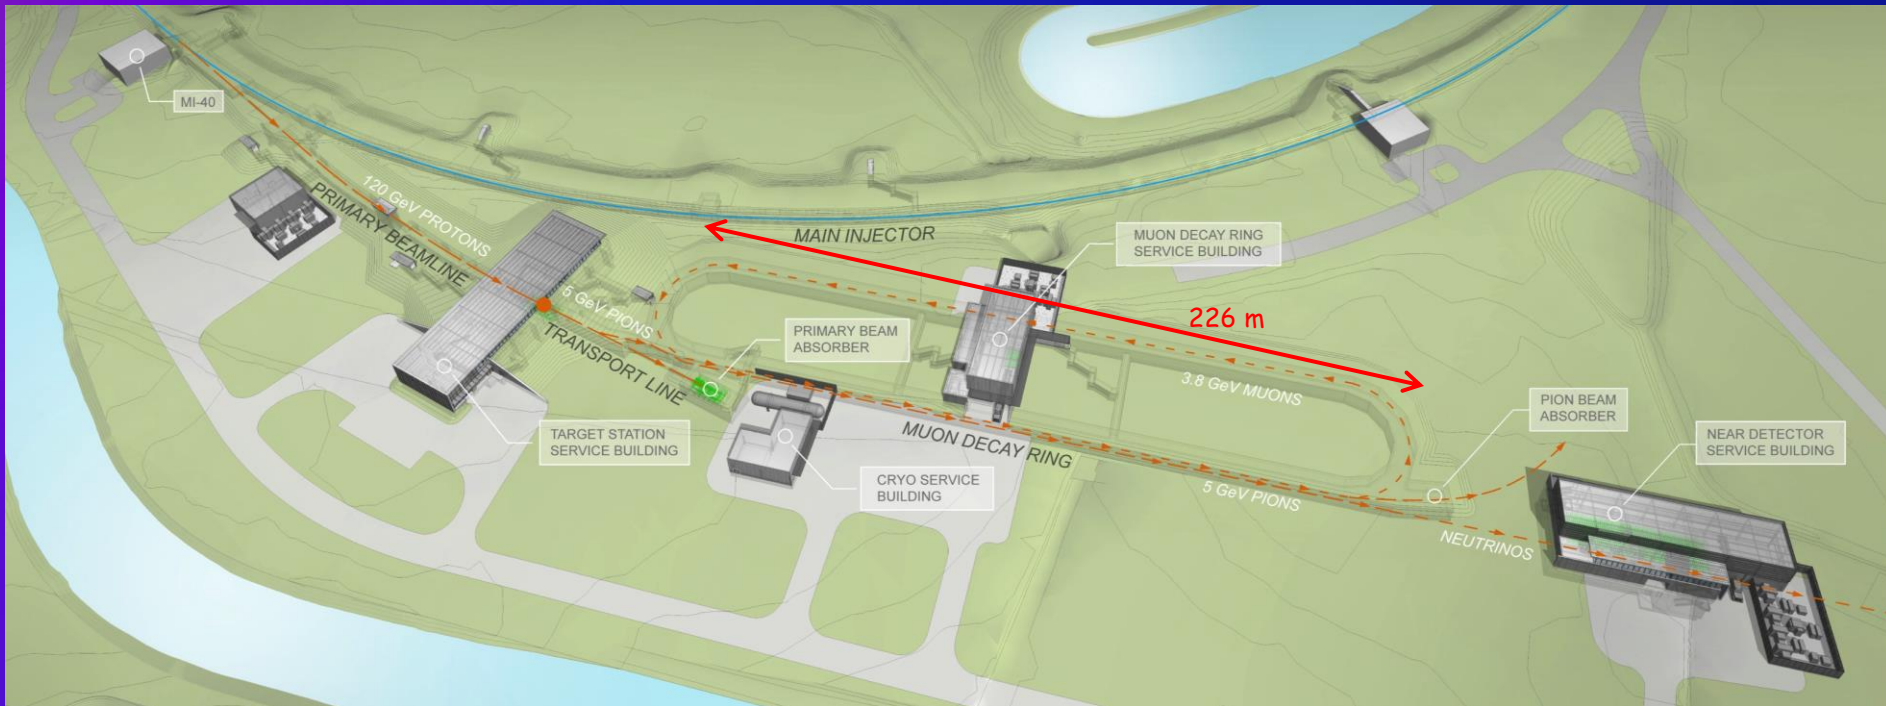 MI-40
120 GeV PROTONS
PRIMARY BEAMLINE
MAIN INJECTOR
MUON DECAY RING
SERVICE BUILDING
5 GeV PIONS
TRANSPORT LINE
PRIMARY BEAM
ABSORBER
226 m
3.8 GeV MUONS
PION BEAM
ABSORBER
TARGET STATION
SERVICE BUILDING
MUON DECAY RING
NEAR DETECTOR
SERVICE BUILDING
CRYO SERVICE
BUILDING
5 GeV PIONS
NEUTRINOS